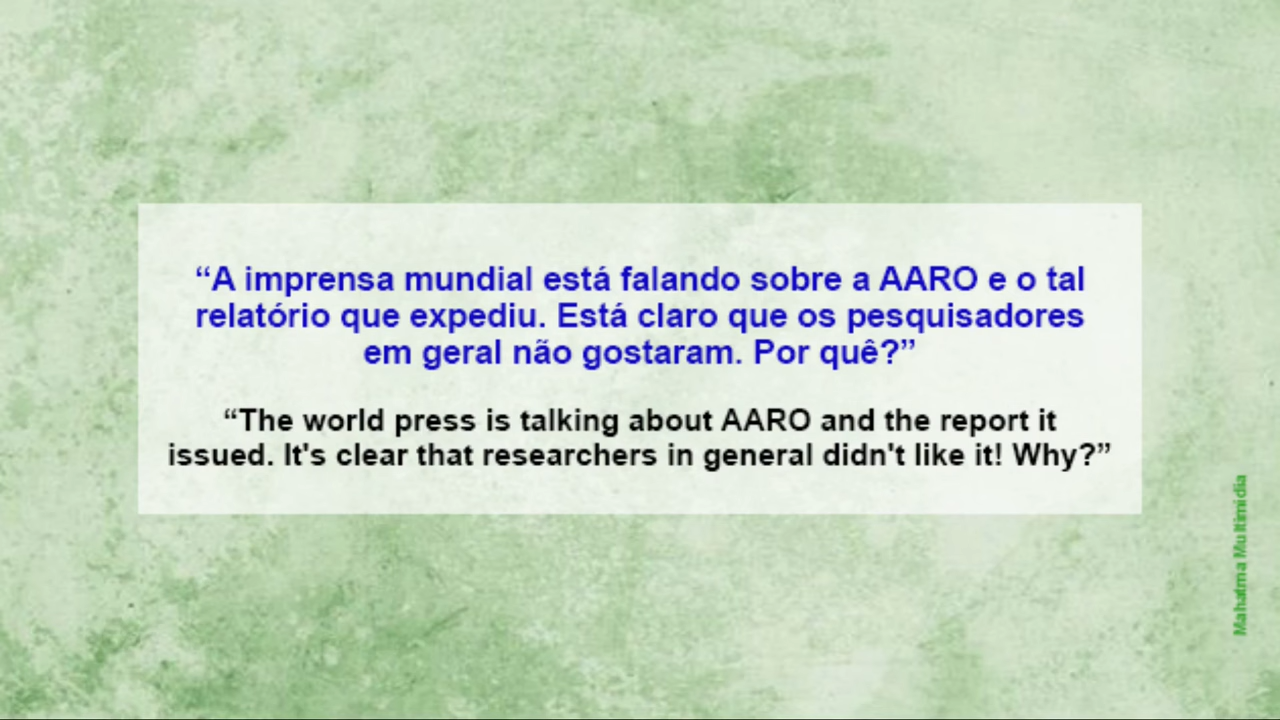 “A imprensa mundial está falando sobre a AARO e o tal
relatório que expediu. Está claro que os pesquisadores
em geral não gostaram. Por quê?”
“The world press is talking about AARO and the report it
issued. It's clear that researchers in general didn't like it! Why?”
Mahatma Multimídia